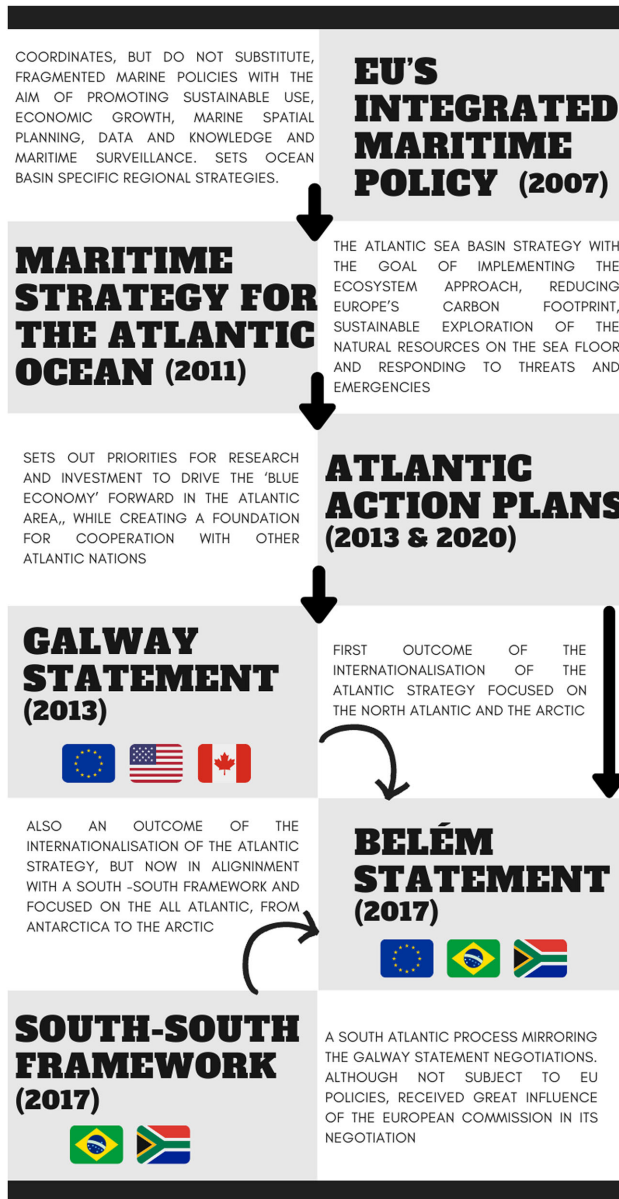 COORDINATES, BUT DO NOT SUBSTITUTE,
FRAGMENTED MARINE POLICIES WITH THE
AIM OF PROMOTING SUSTAINABLE USE,
ECONOMIC GROWTH, MARINE SPATIAL
PLANNING, DATA AND KNOWLEDGE AND
MARITIME SURVEILLANCE. SETS OCEAN
BASIN SPECIFIC REGIONAL STRATEGIES.
EU'S
INTEGRATED
MARITIME
POLICY (2007)
MARITIME
STRATEGY FOR
THE ATLANTIC
OCEAN (2011)
THE ATLANTIC SEA BASIN STRATEGY WITH
THE GOAL OF IMPLEMENTING THE
ECOSYSTEM APPROACH, REDUCING
EUROPE'S CARBON FOOTPRINT,
SUSTAINABLE EXPLORATION OF THE
NATURAL RESOURCES ON THE SEA FLOOR
AND RESPONDING TO THREATS AND
EMERGENCIES
SETS OUT PRIORITIES FOR RESEARCH
AND INVESTMENT TO DRIVE THE 'BLUE
ECONOMY' FORWARD IN THE ATLANTIC
AREA,, WHILE CREATING A FOUNDATION
FOR COOPERATION WITH OTHER
ATLANTIC NATIONS
ATLANTIC
ACTION PLANS
(2013 & 2020)
GALWAY
STATEMENT
(2013)
FIRST OUTCOME OF THE
INTERNATIONALISATION OF THE
ATLANTIC STRATEGY FOCUSED ON
THE NORTH ATLANTIC AND THE ARCTIC
ALSO AN OUTCOME OF THE
INTERNATIONALISATION OF THE ATLANTIC
STRATEGY, BUT NOW IN ALIGNINMENT
WITH A SOUTH -SOUTH FRAMEWORK AND
FOCUSED ON THE ALL ATLANTIC, FROM
ANTARCTICA TO THE ARCTIC
BELÉM
STATEMENT
(2017)
SOUTH-SOUTH
FRAMEWORK
(2017)
A SOUTH ATLANTIC PROCESS MIRRORING
THE GALWAY STATEMENT NEGOTIATIONS.
ALTHOUGH NOT SUBJECT TO EU
POLICIES, RECEIVED GREAT INFLUENCE
OF THE EUROPEAN COMMISSION IN ITS
NEGOTIATION